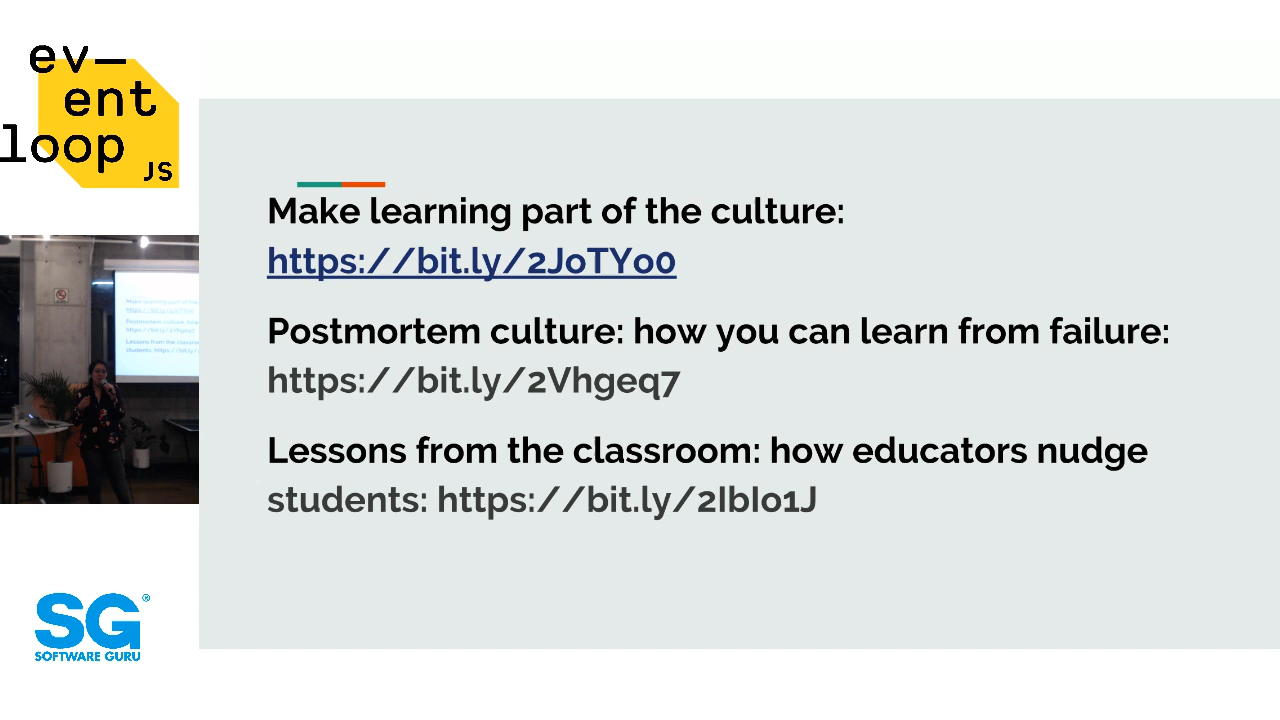 ev—
ent
loop JS
Make learning part of the culture:
https://bit.ly/2JoTYo0
Postmortem culture: how you can learn from failure:
https://bit.ly/2Vhgeq7
Lessons from the classroom: how educators nudge
students: https://bit.ly/2IbIo1J
SG®
SOFTWARE GURU